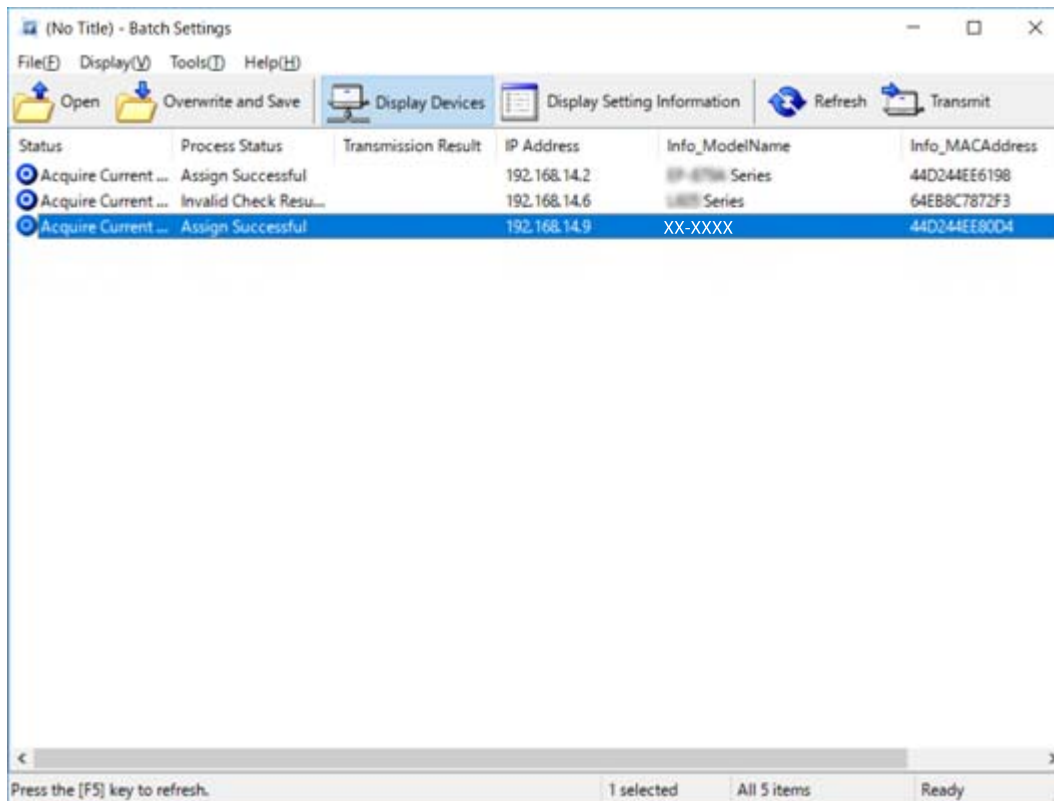 (No Title) - Batch Settings
File(F) Display(V) Tools(T) Help(H)
Open Overwrite and Save Display Devices Display Setting Information Refresh Transmit
Status Process Status Transmission Result IP Address Info_ModelName Info_MACAddress
Acquire Current ... Assign Successful 192.168.14.2 Series 44D244EE6198
Acquire Current ... Invalid Check Resu... 192.168.14.6 Series 64EB8C7872F3
Acquire Current ... Assign Successful 192.168.14.9 XX-XXXX 44D244EE80D4
Press the [F5] key to refresh. 1 selected All 5 items Ready